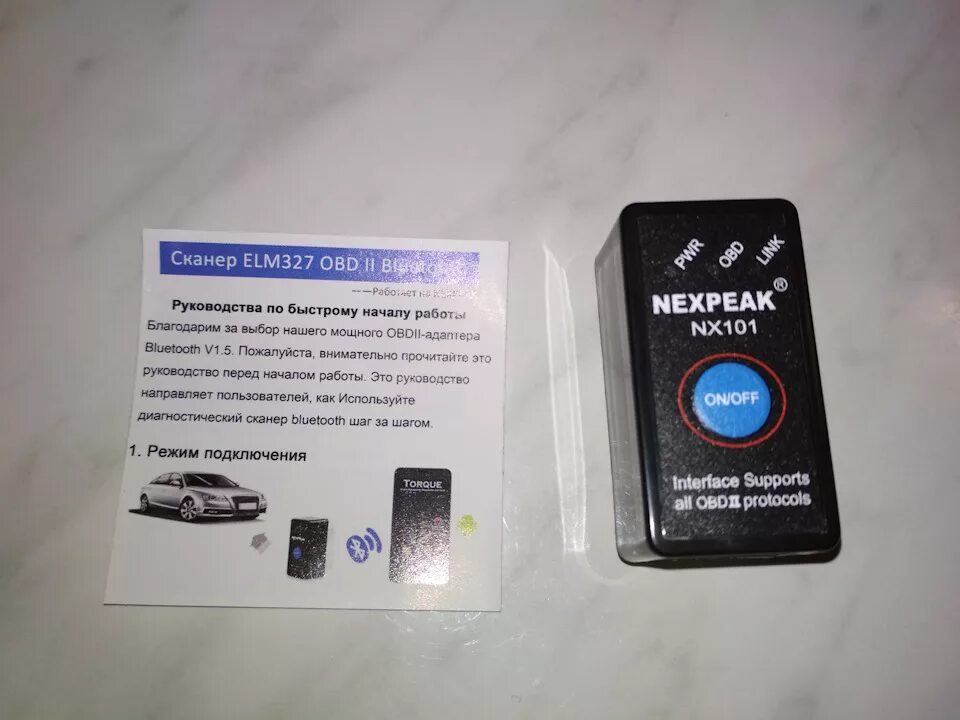 Сканер ELM327 OBD II
——Работает на
Руководства по быстрому началу работы
Благодарим за выбор нашего мощного OBDII-адаптера
Bluetooth V1.5. Пожалуйста, внимательно прочитайте это
руководство перед началом работы. Это руководство
направляет пользователей, как Используйте
диагностический сканер bluetooth шаг за шагом.
1. Режим подключения
TORQUE
PWR OBD LINK
NEXPEAK®
NX101
ON/OFF
Interface Supports
all OBDII protocols